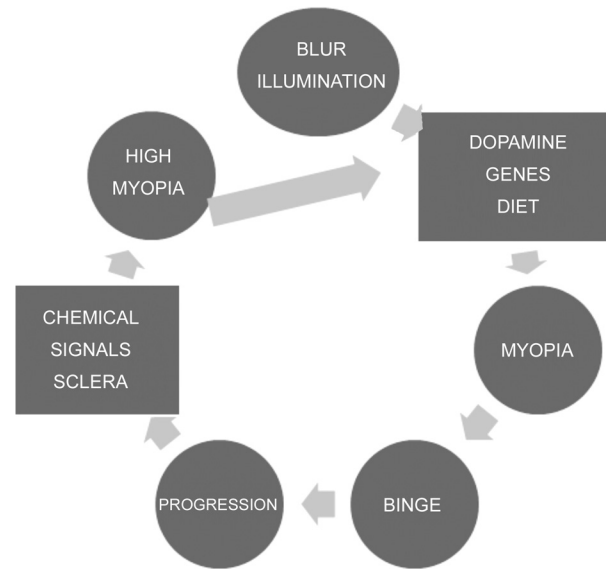 BLUR
ILLUMINATION
DOPAMINE
GENES
DIET
MYOPIA
BINGE
PROGRESSION
CHEMICAL
SIGNALS
SCLERA
HIGH
MYOPIA